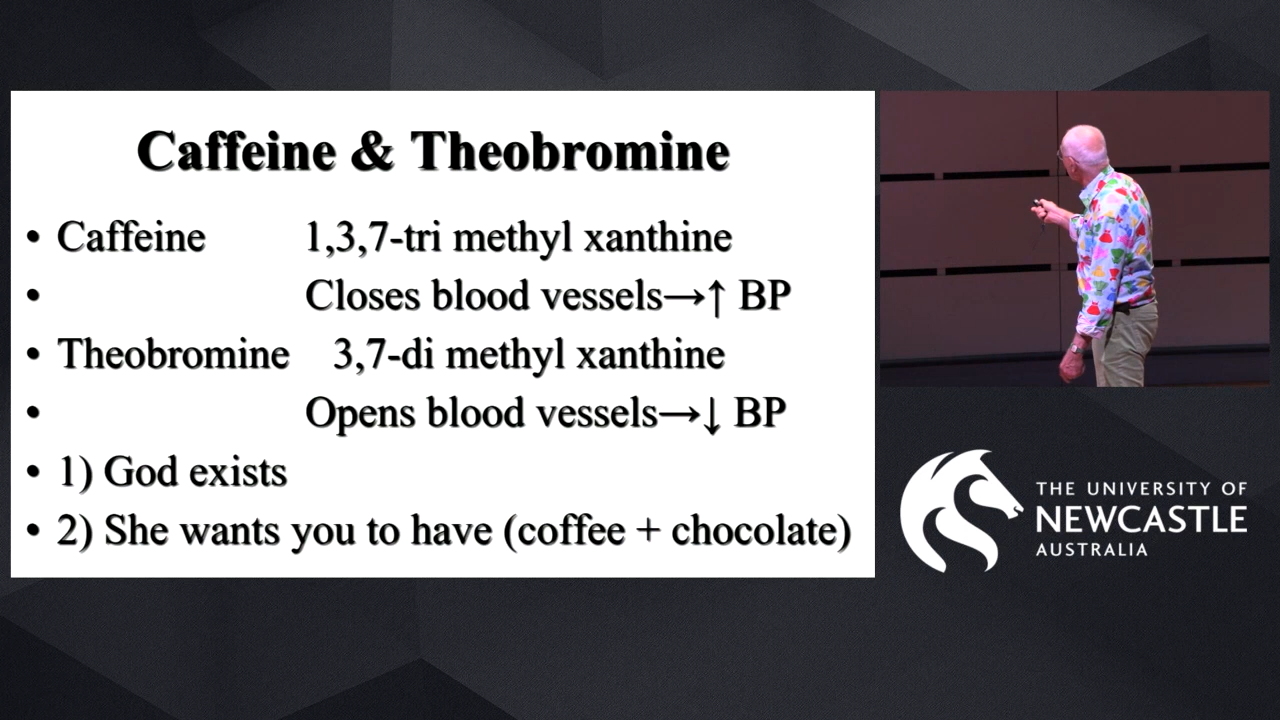 Caffeine & Theobromine
• Caffeine 1,3,7-tri methyl xanthine
• Closes blood vessels→↑ BP
• Theobromine 3,7-di methyl xanthine
• Opens blood vessels→↓ BP
• 1) God exists
• 2) She wants you to have (coffee + chocolate)
THE UNIVERSITY OF
NEWCASTLE
AUSTRALIA